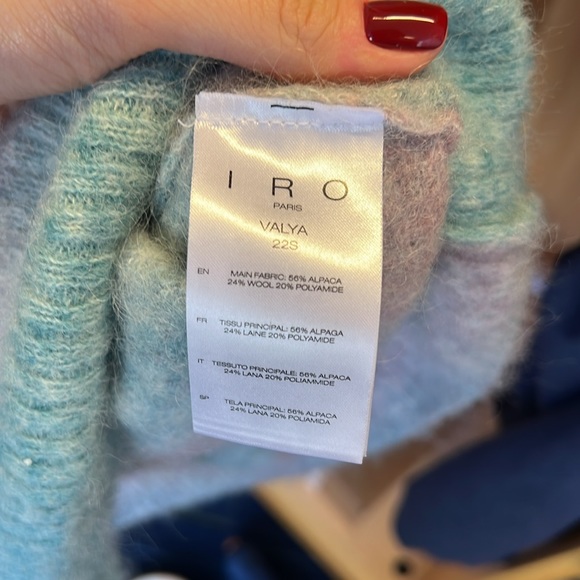 IRO
PARIS
VALYA
22S
EN
MAIN FABRIC: 56% ALPACA
24% WOOL 20% POLYAMIDE
FR
TISSU PRINCIPAL: 56% ALPAGA
24% LAINE 20% POLYAMIDE
IT
TESSUTO PRINCIPALE: 56% ALPACA
24% LANA 20% POLIAMMIDE
SP
TELA PRINCIPAL: 56% ALPACA
24% LANA 20% POLIAMIDA